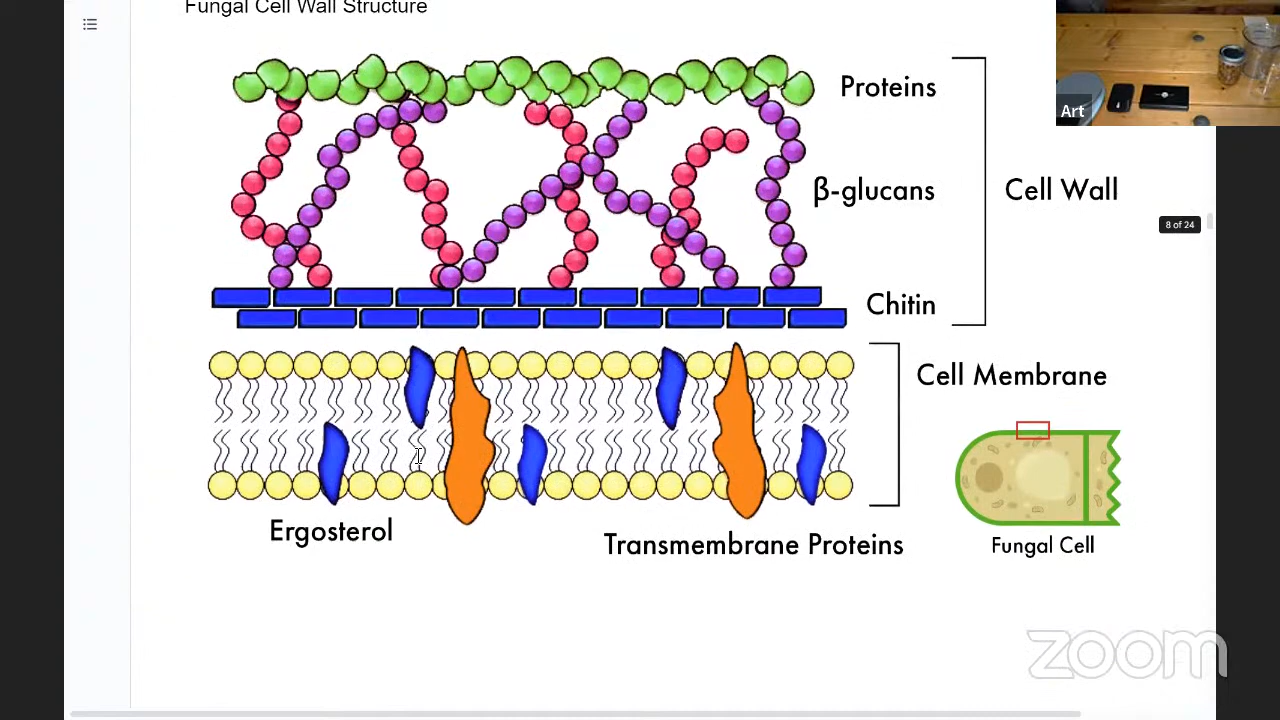 Fungal Cell Wall Structure
Proteins
Art
β-glucans
Cell Wall
8 of 24
Chitin
Cell Membrane
Ergosterol
Transmembrane Proteins
Fungal Cell
zoom